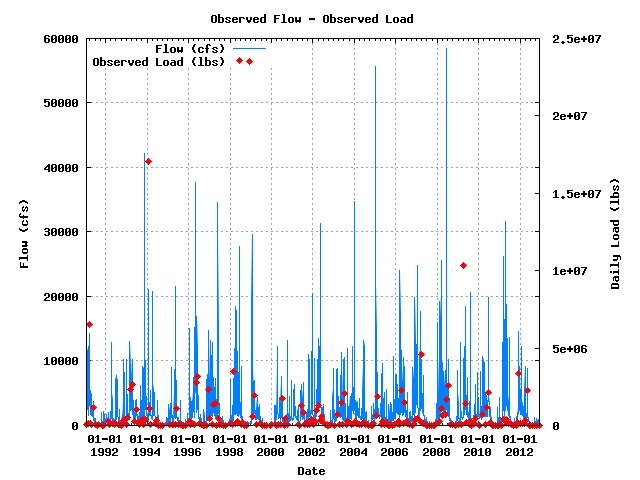 Observed Flow - Observed Load
Flow (cfs)
Observed Load (lbs)
60000
50000
40000
30000
20000
10000
0
Flow (cfs)
2.5e+07
2e+07
1.5e+07
1e+07
5e+06
0
Daily Load (lbs)
01-01 01-01 01-01 01-01 01-01 01-01 01-01 01-01 01-01 01-01 01-01
1992 1994 1996 1998 2000 2002 2004 2006 2008 2010 2012
Date